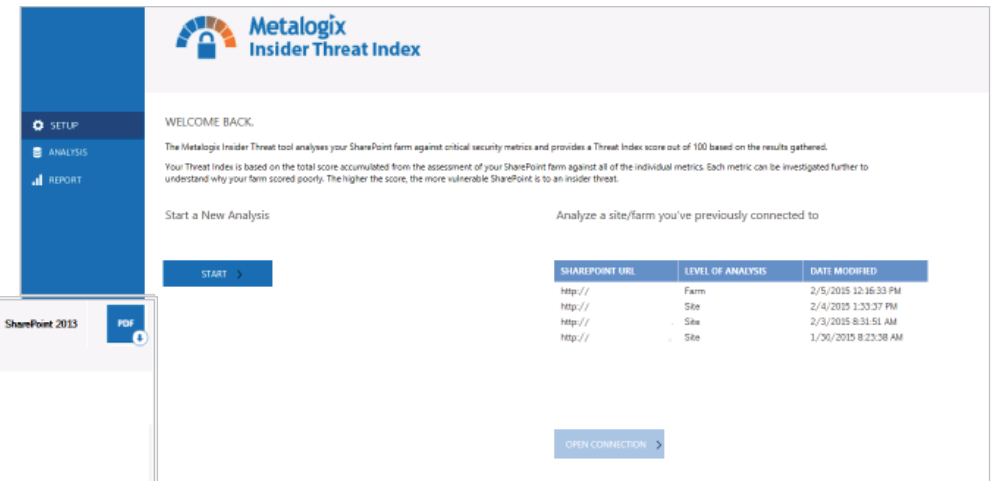 Metalogix
Insider Threat Index
SETUP
ANALYSIS
REPORT
WELCOME BACK.
The Metalogix Insider Threat tool analyses your SharePoint farm against critical security metrics and provides a Threat Index score out of 100 based on the results gathered.
Your Threat Index is based on the total score accumulated from the assessment of your SharePoint farm against all of the individual metrics. Each metric can be investigated further to
understand why your farm scored poorly. The higher the score, the more vulnerable SharePoint is to an insider threat.
Start a New Analysis
START
Analyze a site/farm you've previously connected to
SHAREPOINT URL LEVEL OF ANALYSIS DATE MODIFIED
http:// Farm 2/5/2015 12:16:33 PM
http:// Site 2/4/2015 1:33:37 PM
http:// Site 2/3/2015 8:31:51 AM
http:// Site 1/30/2015 8:23:38 AM
OPEN CONNECTION
SharePoint 2013
PDF